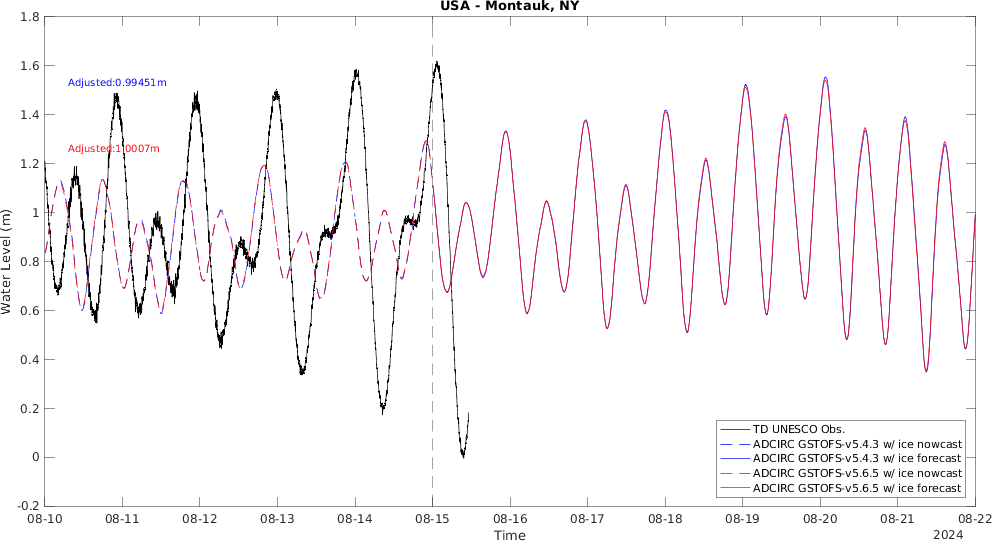 USA - Montauk, NY
1.8
1.6
1.4
1.2
1
0.8
0.6
0.4
0.2
0
-0.2
Water Level (m)
Adjusted:0.99451m
Adjusted:1.0007m
TD UNESCO Obs.
ADCIRC GSTOFS-v5.4.3 w/ ice nowcast
ADCIRC GSTOFS-v5.4.3 w/ ice forecast
ADCIRC GSTOFS-v5.6.5 w/ ice nowcast
ADCIRC GSTOFS-v5.6.5 w/ ice forecast
08-10 08-11 08-12 08-13 08-14 08-15 08-16 08-17 08-18 08-19 08-20 08-21 08-22
Time
2024